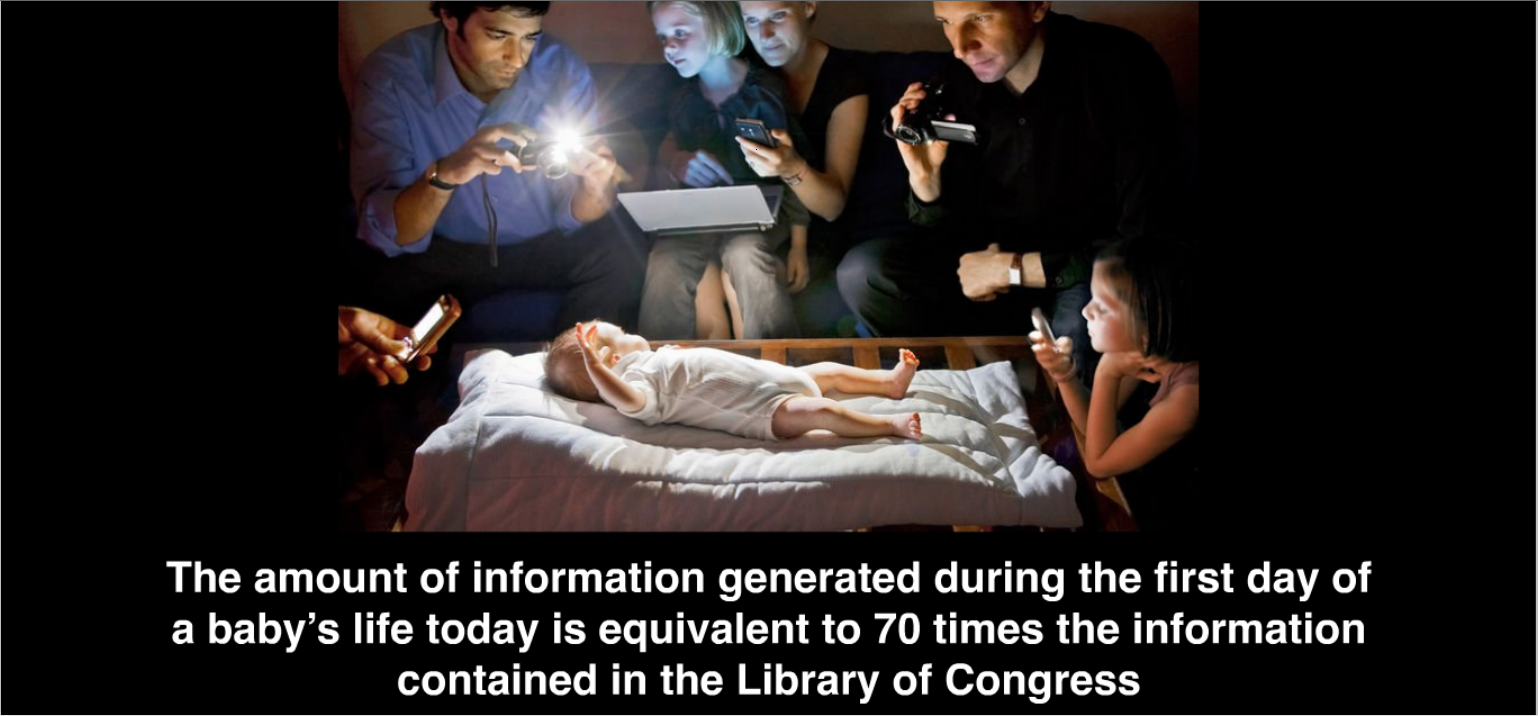 The amount of information generated during the first day of
a baby’s life today is equivalent to 70 times the information
contained in the Library of Congress